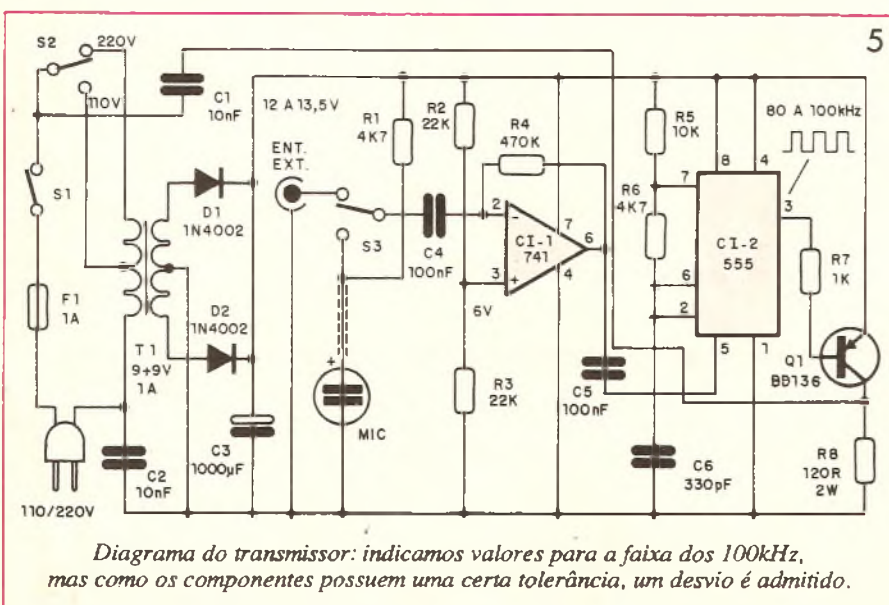 5
S2
220V
110V
C1
10nF
12 A 13,5V
ENT.
EXT.
R1
4K7
R2
22K
R4
470K
R5
10K
80 A 100kHz
S1
D1
1N4002
S3
C4
100nF
2
-
3
+
CI-1
741
7
4
6
6V
R6
4K7
7
6
2
8
4
3
5
1
CI-2
555
R7
1K
F1
1A
T1
9+9V
1A
D2
1N4002
+
MIC
R3
22K
C5
100nF
Q1
BB136
C2
10nF
C3
1000µF
C6
330pF
R8
120R
2W
110/220V
Diagrama do transmissor: indicamos valores para a faixa dos 100kHz,
mas como os componentes possuem uma certa tolerância, um desvio é admitido.